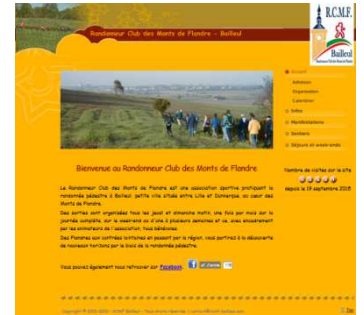 R.C.M.F.
Bailleul
Randonneur Club des Monts de Flandre - Bailleul
Accueil
Adhésion
Organisation
Calendrier
Infos
Manifestations
Sentiers
Séjours et week-ends
Nombre de visites sur le site
depuis le 19 septembre 2015
Bienvenue au Randonneur Club des Monts de Flandre
Le Randonneur Club des Monts de Flandre est une association sportive pratiquant la
randonnée pédestre à Bailleul, petite ville située entre Lille et Dunkerque, au cœur des
Monts de Flandre.
Des sorties sont organisées tous les jeudi et dimanche matin, une fois par mois sur la
journée complète, sur le week-end ou d'une à plusieurs semaines et ce, avec encadrement
par les animateurs de l'association, tous bénévoles.
Des Flandres aux contrées lointaines en passant par la région, vous partirez à la découverte
de nouveaux horizons par le biais de la randonnée pédestre.
Vous pouvez également nous retrouver sur Facebook.
J'aime